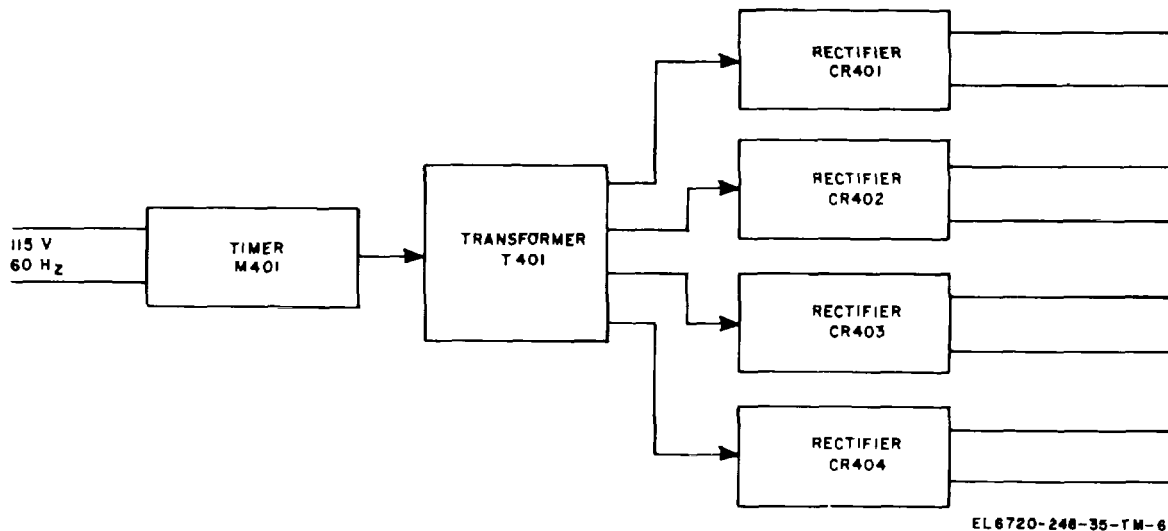 115 V
60 Hz
TIMER
M401
TRANSFORMER
T401
RECTIFIER
CR401
RECTIFIER
CR402
RECTIFIER
CR403
RECTIFIER
CR404
EL6720-248-35-TM-6